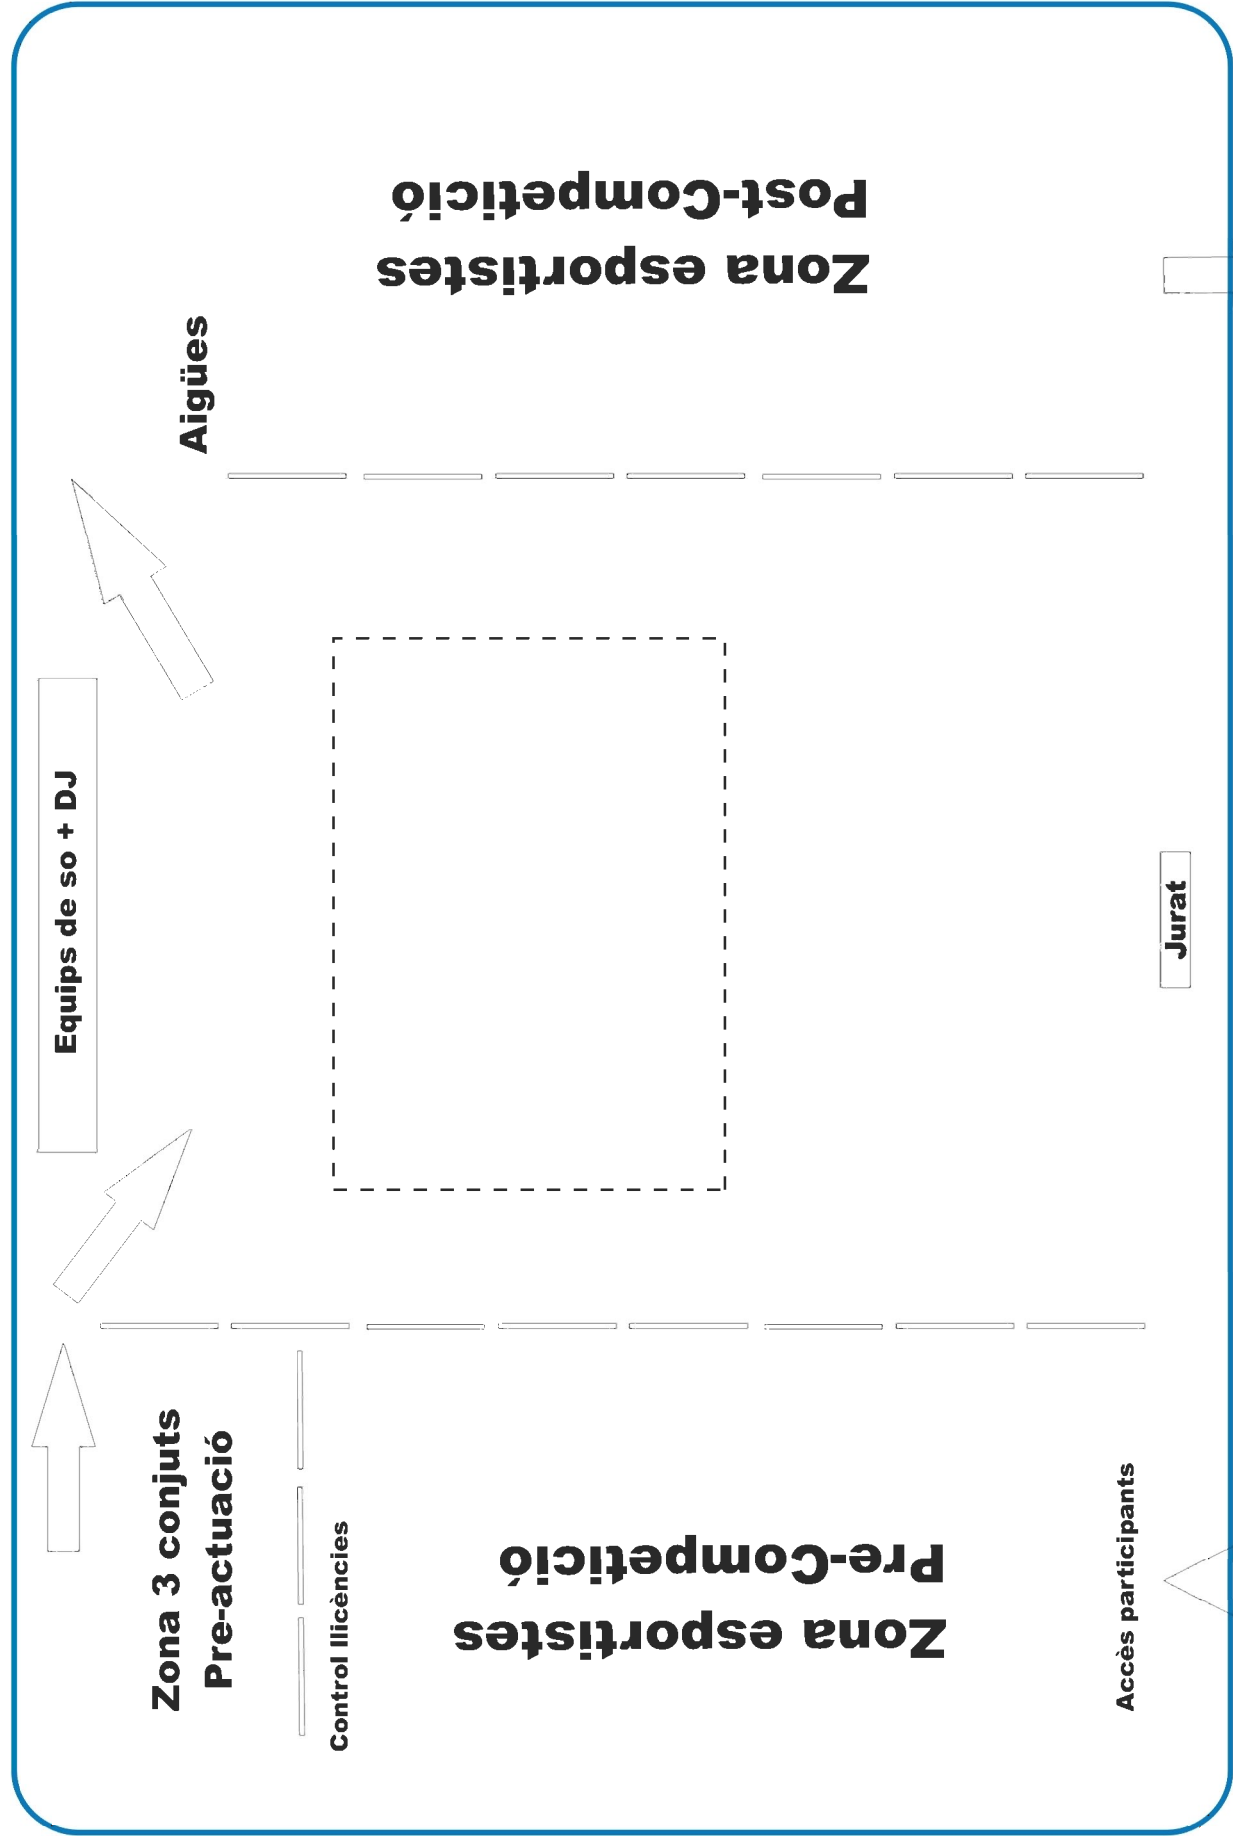 Zona esportistes
Post-Competició
Aigües
Equips de so + DJ
Jurat
Zona 3 conjuts
Pre-actuació
Control llicències
Zona esportistes
Pre-Competició
Accès participants